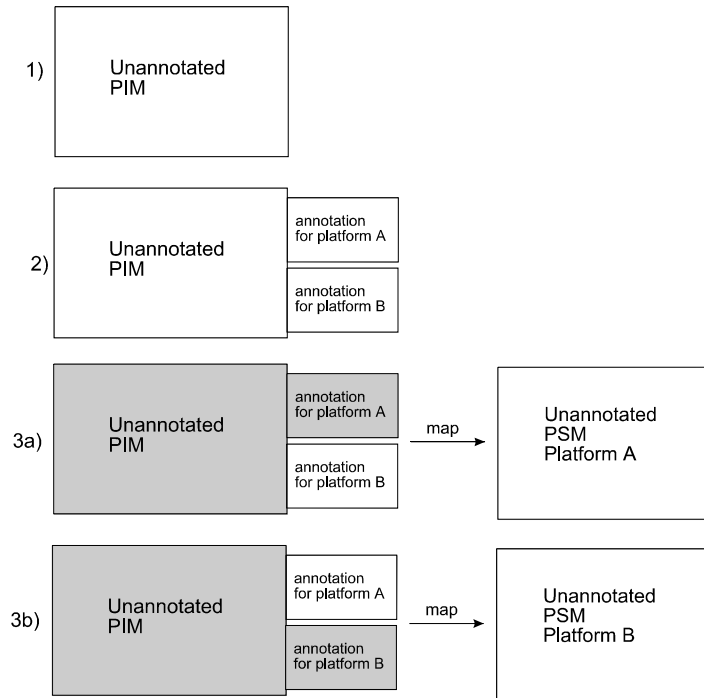 1)
Unannotated
PIM
2)
Unannotated
PIM
annotation
for platform A
annotation
for platform B
3a)
Unannotated
PIM
annotation
for platform A
annotation
for platform B
map
Unannotated
PSM
Platform A
3b)
Unannotated
PIM
annotation
for platform A
annotation
for platform B
map
Unannotated
PSM
Platform B